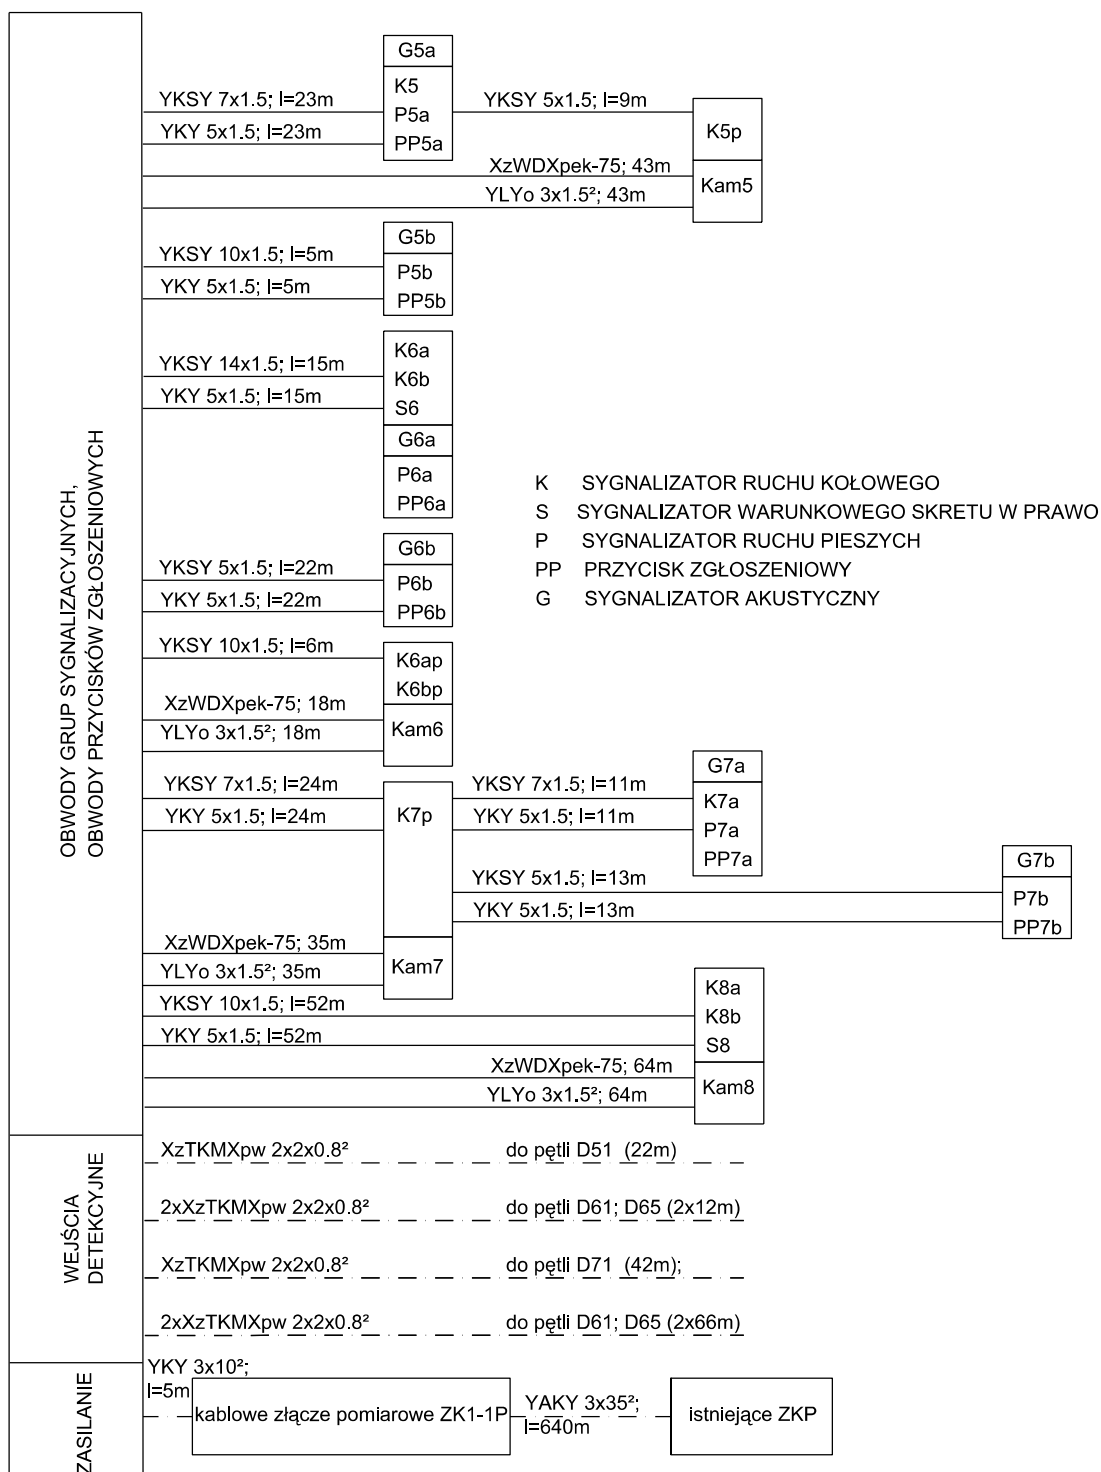 OBWODY GRUP SYGNALIZACYJNYCH,
OBWODY PRZYCISKÓW ZGŁOSZENIOWYCH
G5a
YKSY 7x1.5; l=23m
K5
YKSY 5x1.5; l=9m
P5a
YKY 5x1.5; l=23m
PP5a
K5p
XzWDXpek-75; 43m
Kam5
YLYo 3x1.5²; 43m
G5b
YKSY 10x1.5; l=5m
P5b
YKY 5x1.5; l=5m
PP5b
K6a
YKSY 14x1.5; l=15m
K6b
YKY 5x1.5; l=15m
S6
G6a
P6a
PP6a
K SYGNALIZATOR RUCHU KOŁOWEGO
S SYGNALIZATOR WARUNKOWEGO SKRETU W PRAWO
P SYGNALIZATOR RUCHU PIESZYCH
PP PRZYCISK ZGŁOSZENIOWY
G SYGNALIZATOR AKUSTYCZNY
G6b
YKSY 5x1.5; l=22m
P6b
YKY 5x1.5; l=22m
PP6b
YKSY 10x1.5; l=6m
K6ap
K6bp
XzWDXpek-75; 18m
Kam6
YLYo 3x1.5²; 18m
G7a
YKSY 7x1.5; l=24m
YKSY 7x1.5; l=11m
K7a
YKY 5x1.5; l=24m
K7p
YKY 5x1.5; l=11m
P7a
PP7a
G7b
YKSY 5x1.5; l=13m
P7b
YKY 5x1.5; l=13m
PP7b
XzWDXpek-75; 35m
Kam7
YLYo 3x1.5²; 35m
K8a
YKSY 10x1.5; l=52m
K8b
YKY 5x1.5; l=52m
S8
XzWDXpek-75; 64m
Kam8
YLYo 3x1.5²; 64m
WEJŚCIA
DETEKCYJNE
XzTKMXpw 2x2x0.8² do pętli D51 (22m)
2xXzTKMXpw 2x2x0.8² do pętli D61; D65 (2x12m)
XzTKMXpw 2x2x0.8² do pętli D71 (42m);
2xXzTKMXpw 2x2x0.8² do pętli D61; D65 (2x66m)
ZASILANIE
YKY 3x10²;
l=5m
kablowe złącze pomiarowe ZK1-1P
YAKY 3x35²;
l=640m
istniejące ZKP